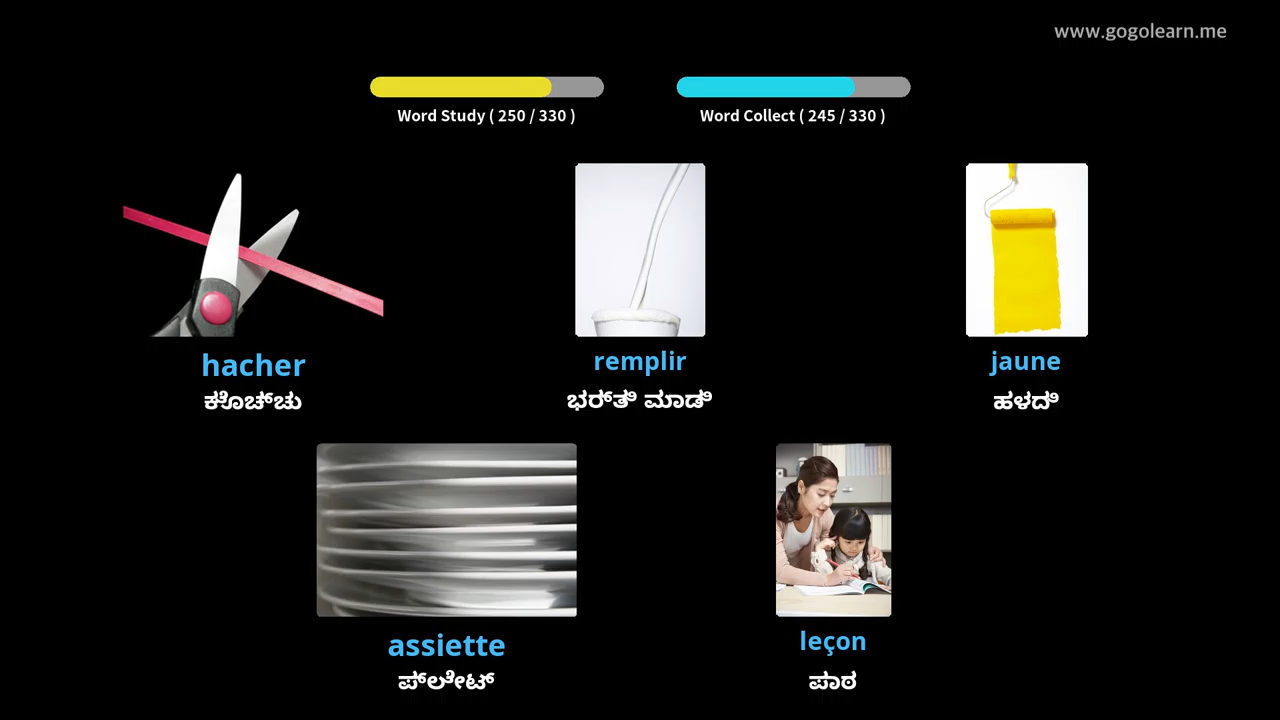 www.gogolearn.me
Word Study ( 250 / 330 )
Word Collect ( 245 / 330 )
hacher
ಕೊಚ್ಚು
remplir
ಭರ್ತಿ ಮಾಡಿ
jaune
ಹಳದಿ
assiette
ಪ್ಲೇಟ್
leçon
ಪಾಠ